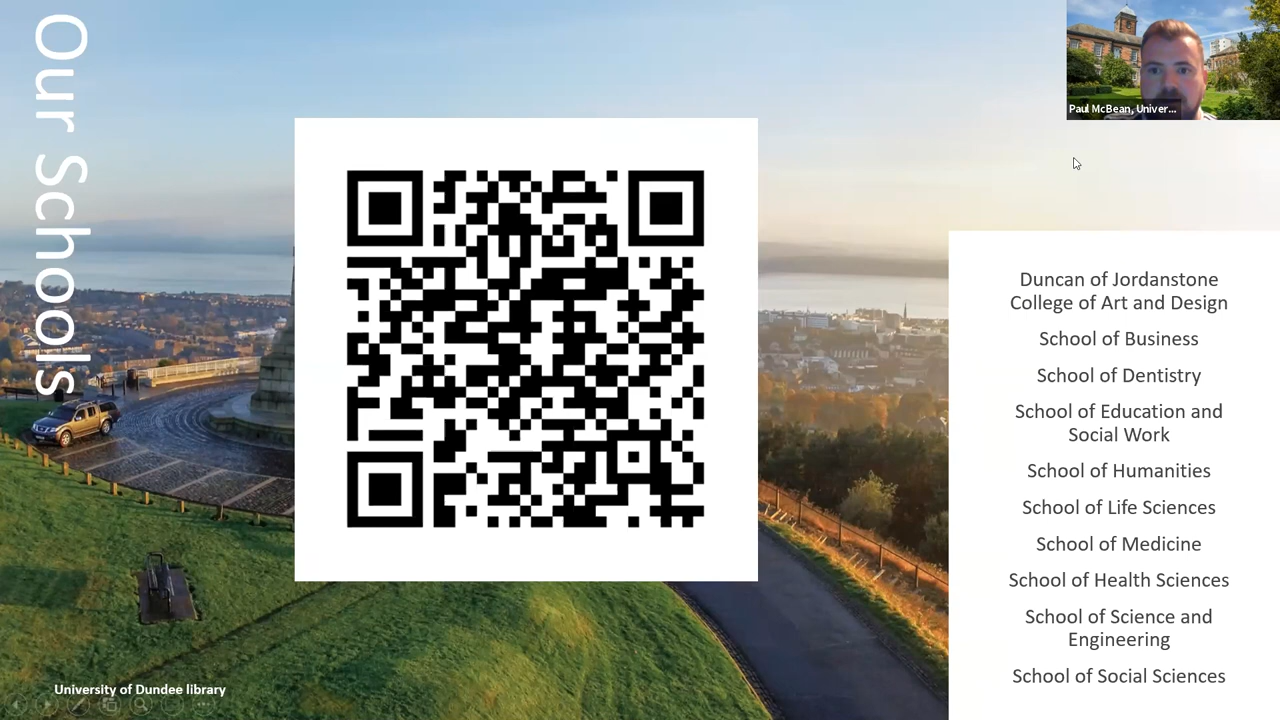 Our Schools
Paul McBean, Univer...
Duncan of Jordanstone
College of Art and Design
School of Business
School of Dentistry
School of Education and
Social Work
School of Humanities
School of Life Sciences
School of Medicine
School of Health Sciences
School of Science and
Engineering
School of Social Sciences
University of Dundee library